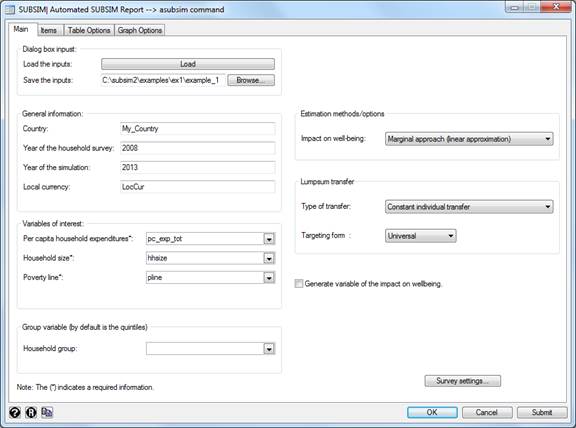 SUBSIM| Automated SUBSIM Report --> asubsim command
Main Items Table Options Graph Options
Dialog box inpust:
Load the inputs: Load
Save the inputs: C:\subsim2\examples\ex1\example_1 Browse...
General information:
Country: My_Country
Year of the household survey: 2008
Year of the simulation: 2013
Local currency: LocCur
Variables of interest:
Per capita household expenditures*: pc_exp_tot
Household size*: hhsize
Poverty line*: pline
Group variable (by default is the quintiles)
Household group:
Note: The (*) indicates a required information.
Estimation methods/options
Impact on well-being: Marginal approach (linear approximation)
Lumpsum transfer
Type of transfer: Constant individual transfer
Targeting form : Universal
Generate variable of the impact on wellbeing.
Survey settings...
? R OK Cancel Submit